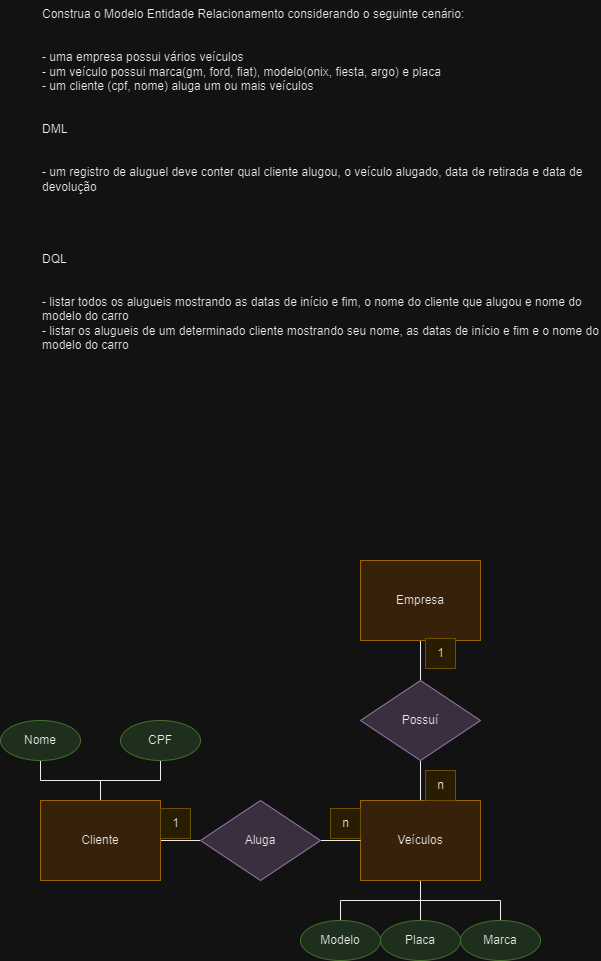 Construa o Modelo Entidade Relacionamento considerando o seguinte cenário:
- uma empresa possui vários veículos
- um veículo possui marca(gm, ford, fiat), modelo(onix, fiesta, argo) e placa
- um cliente (cpf, nome) aluga um ou mais veículos
DML
- um registro de aluguel deve conter qual cliente alugou, o veículo alugado, data de retirada e data de
devolução
DQL
- listar todos os alugueis mostrando as datas de início e fim, o nome do cliente que alugou e nome do
modelo do carro
- listar os alugueis de um determinado cliente mostrando seu nome, as datas de início e fim e o nome do
modelo do carro
Empresa
1
Possuí
Nome
CPF
n
Cliente
1
Aluga
n
Veículos
Modelo
Placa
Marca